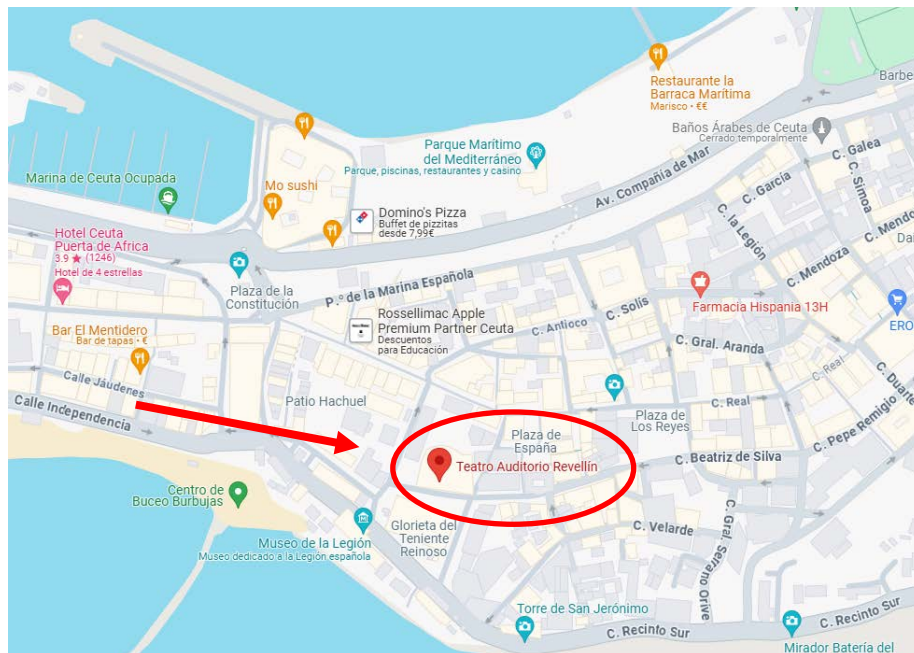 Restaurante la
Barraca Marítima
Marisco • €€
Barbe
Parque Marítimo
del Mediterráneo
Parque, piscinas, restaurantes y casino
Baños Árabes de Ceuta
Cerrado temporalmente
C. Galea
Av. Compañía de Mar
C. García
C. Simoa
Marina de Ceuta Ocupada
Mo sushi
Domino's Pizza
Buffet de pizzitas
desde 7,99€
C. la Legión
C. Mendoza
C. Mendo
Da
Hotel Ceuta
Puerta de Africa
3.9 ★ (1246)
Hotel de 4 estrellas
Plaza de la
Constitución
P.º de la Marina Española
Farmacia Hispania 13H
ERO
Rossellimac Apple
Premium Partner Ceuta
Descuentos
para Educación
C. Solis
C. Antioco
Bar El Mentidero
Bar de tapas • €
C. Gral. Aranda
C. Real
C. Duarte
Calle Jáudenes
Patio Hachuel
C. Real
Calle Independencia
Plaza de
Los Reyes
C. Pepe Remigio
Plaza de
España
Teatro Auditorio Revellín
C. Beatriz de Silva
Centro de
Buceo Burbujas
Glorieta del
Teniente
Reinoso
C. Velarde
C. Gral. Serrano Orive
Museo de la Legión
Museo dedicado a la Legión española
Torre de San Jerónimo
C. Recinto Sur
C. Recinto Sur
Mirador Batería del